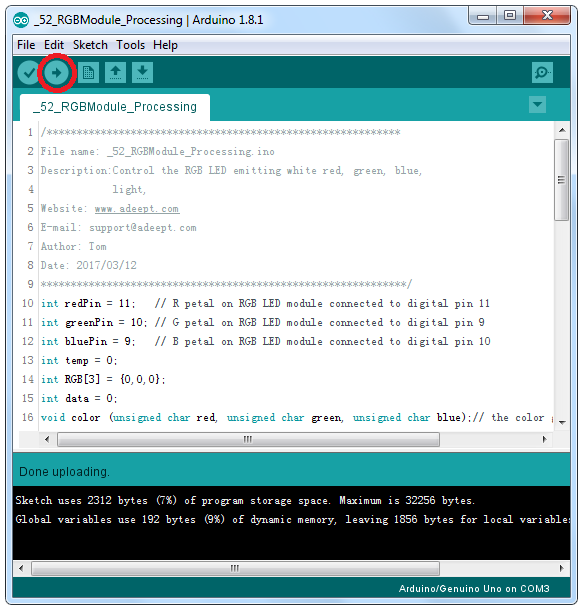 _52_RGBModule_Processing | Arduino 1.8.1
File Edit Sketch Tools Help
_52_RGBModule_Processing
1 /***********************************************************
2 File name: _52_RGBModule_Processing.ino
3 Description:Control the RGB LED emitting white red, green, blue,
4 light,
5 Website: www.adeept.com
6 E-mail: support@adeept.com
7 Author: Tom
8 Date: 2017/03/12
9 *************************************************************/
10 int redPin = 11; // R petal on RGB LED module connected to digital pin 11
11 int greenPin = 10; // G petal on RGB LED module connected to digital pin 9
12 int bluePin = 9; // B petal on RGB LED module connected to digital pin 10
13 int temp = 0;
14 int RGB[3] = {0,0,0};
15 int data = 0;
16 void color (unsigned char red, unsigned char green, unsigned char blue);// the color
Done uploading.
Sketch uses 2312 bytes (7%) of program storage space. Maximum is 32256 bytes.
Global variables use 192 bytes (9%) of dynamic memory, leaving 1856 bytes for local variables
Arduino/Genuino Uno on COM3